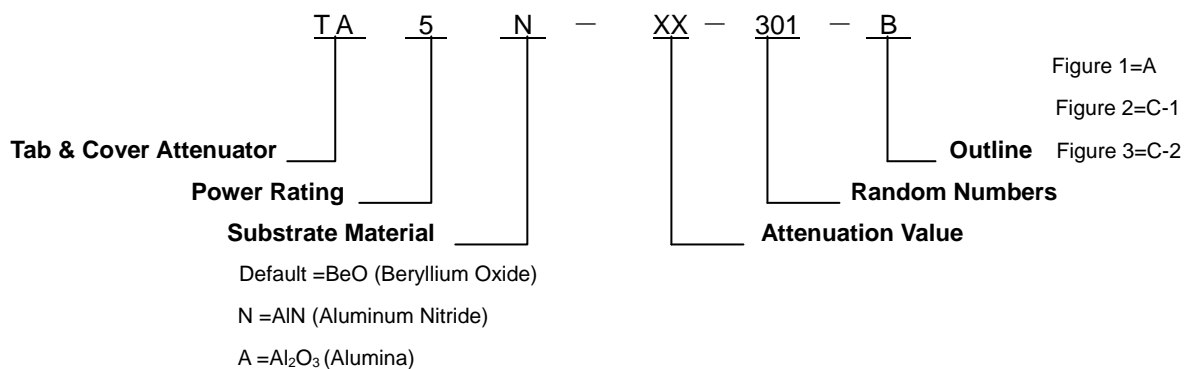 TA 5 N — XX — 301 — B
Figure 1=A
Figure 2=C-1
Tab & Cover Attenuator Outline Figure 3=C-2
Power Rating Random Numbers
Substrate Material Attenuation Value
Default =BeO (Beryllium Oxide)
N =AlN (Aluminum Nitride)
A =Al₂O₃ (Alumina)